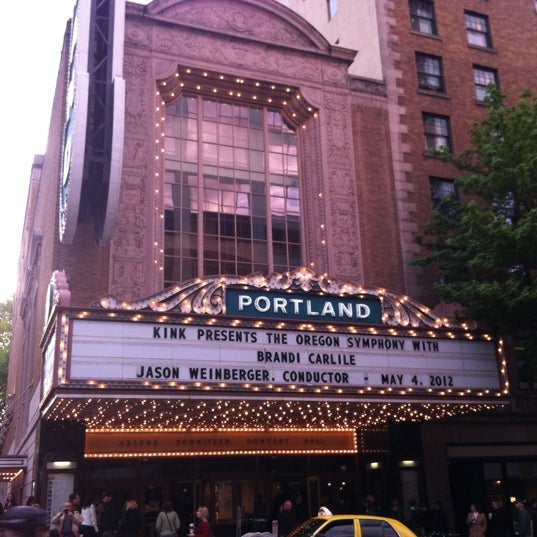 PORTLAND
KINK PRESENTS THE OREGON SYMPHONY WITH
BRANDI CARLILE
JASON WEINBERGER. CONDUCTOR - MAY 4, 2012
ARLENE SCHNITZER CONCERT HALL